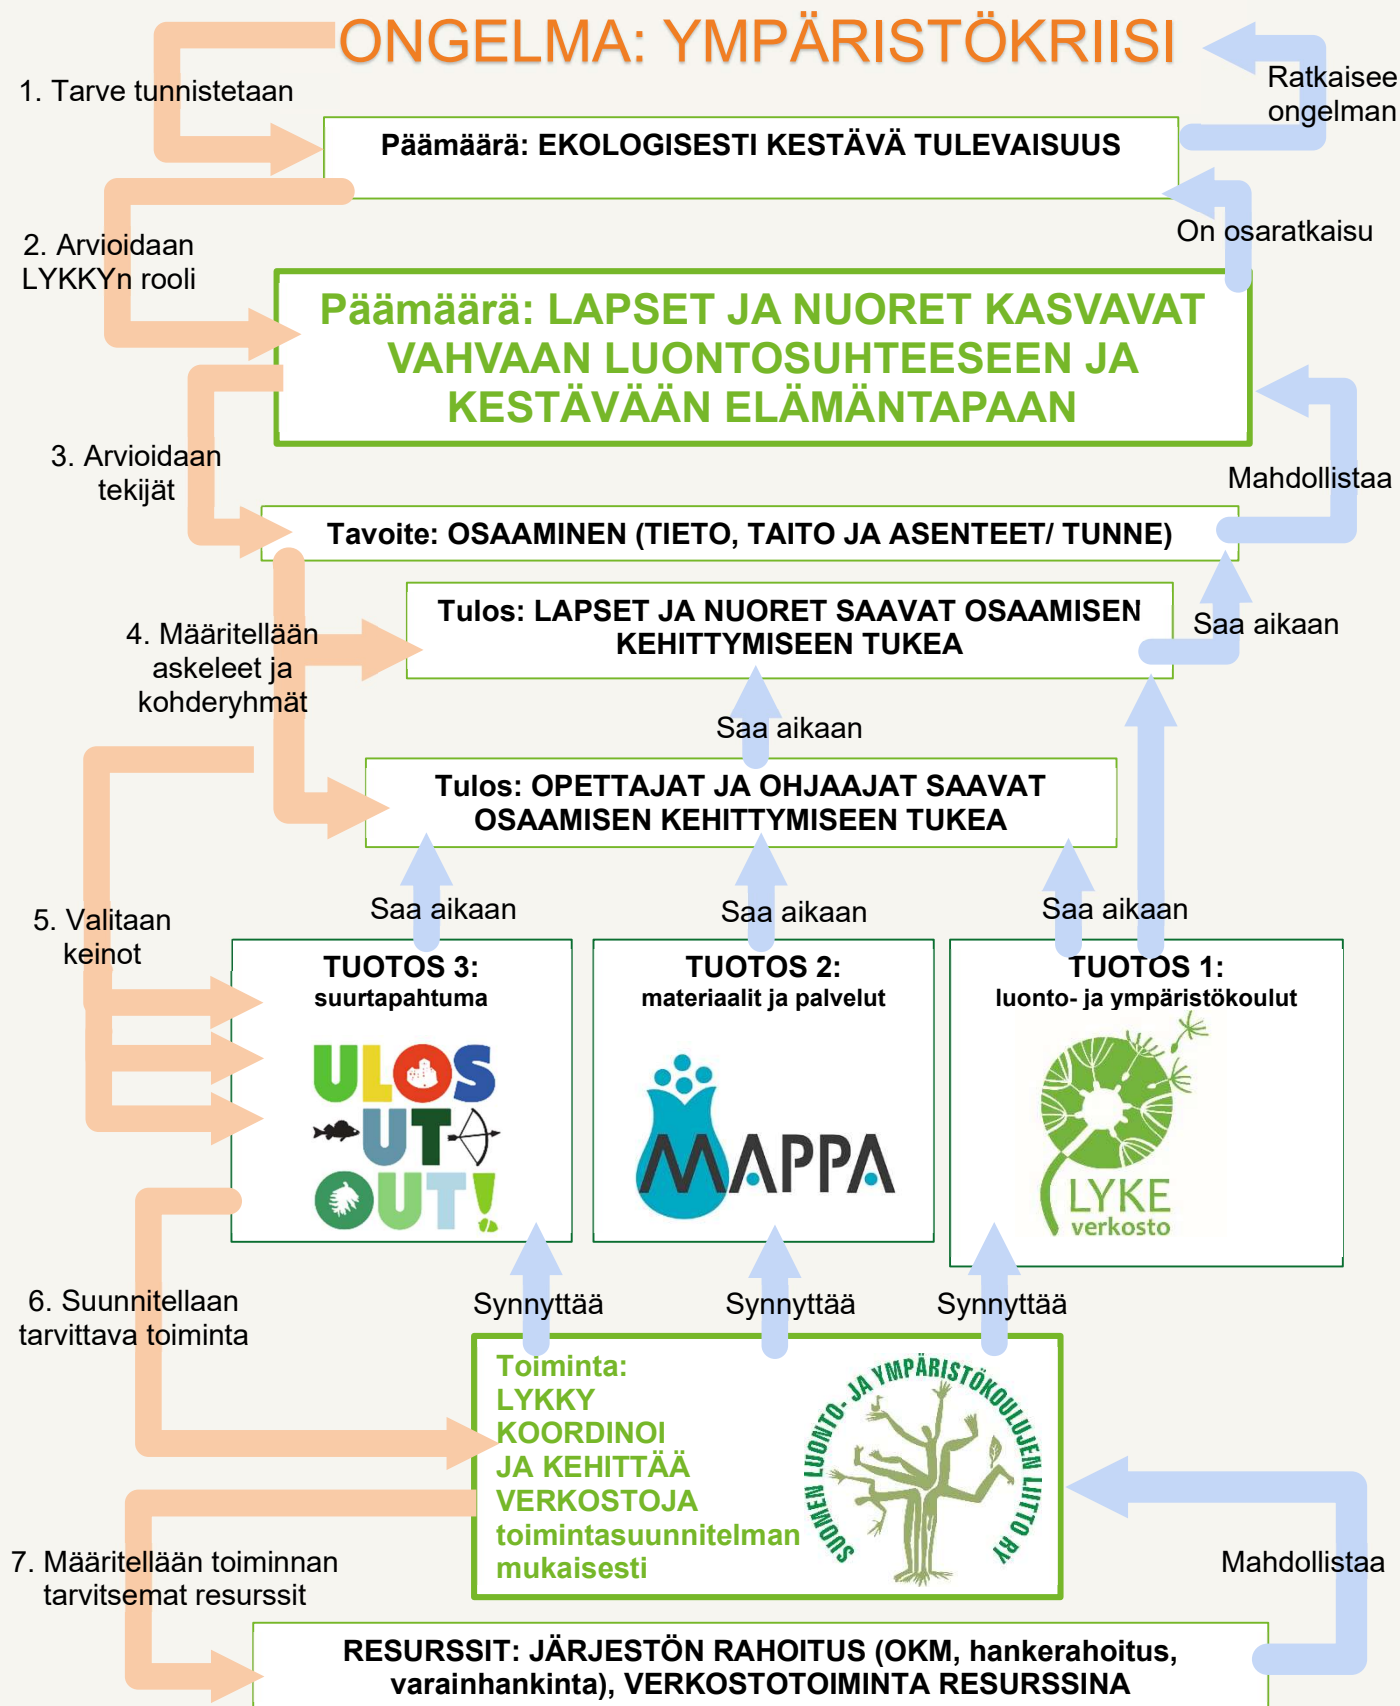 ONGELMA: YMPÄRISTÖKRIISI
1. Tarve tunnistetaan
Ratkaisee
ongelman
Päämäärä: EKOLOGISESTI KESTÄVÄ TULEVAISUUS
2. Arvioidaan
LYKKYn rooli
On osaratkaisu
Päämäärä: LAPSET JA NUORET KASVAVAT
VAHVAAN LUONTOSUHTEESEEN JA
KESTÄVÄÄN ELÄMÄNTAPAAN
3. Arvioidaan
tekijät
Mahdollistaa
Tavoite: OSAAMINEN (TIETO, TAITO JA ASENTEET/ TUNNE)
4. Määritellään
askeleet ja
kohderyhmät
Tulos: LAPSET JA NUORET SAAVAT OSAAMISEN
KEHITTYMISEEN TUKEA
Saa aikaan
Saa aikaan
Tulos: OPETTAJAT JA OHJAAJAT SAAVAT
OSAAMISEN KEHITTYMISEEN TUKEA
5. Valitaan
keinot
Saa aikaan
Saa aikaan
Saa aikaan
TUOTOS 3:
suurtapahtuma
ULOS
UT
OUT!
TUOTOS 2:
materiaalit ja palvelut
MAPPA
TUOTOS 1:
luonto- ja ympäristökoulut
LYKE
verkosto
6. Suunnitellaan
tarvittava toiminta
Synnyttää
Synnyttää
Synnyttää
Toiminta:
LYKKY
KOORDINOI
JA KEHITTÄÄ
VERKOSTOJA
toimintasuunnitelman
mukaisesti
SUOMEN LUONTO- JA YMPÄRISTÖKOULUJEN LIITTO RY
7. Määritellään toiminnan
tarvitsemat resurssit
Mahdollistaa
RESURSSIT: JÄRJESTÖN RAHOITUS (OKM, hankerahoitus,
varainhankinta), VERKOSTOTOIMINTA RESURSSINA